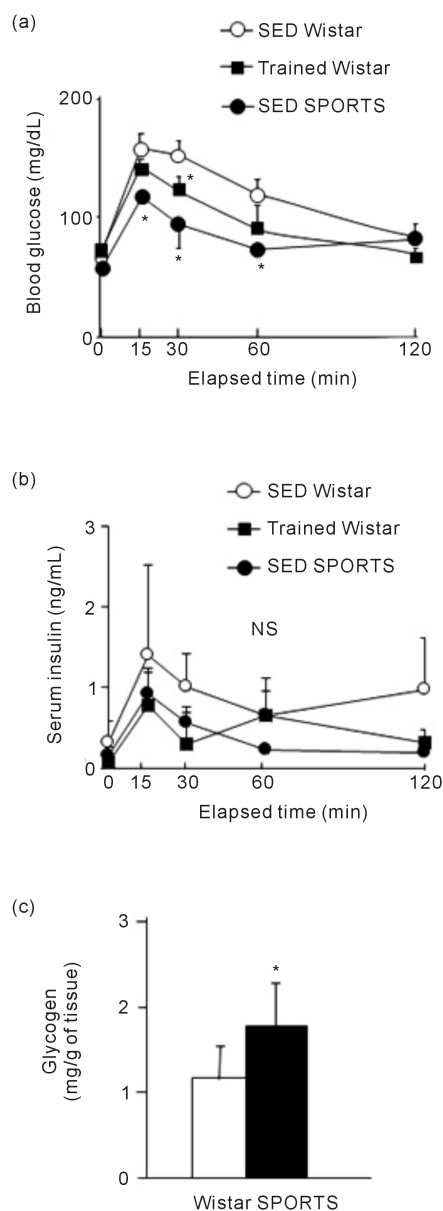 (a)
SED Wistar
Trained Wistar
SED SPORTS
200
100
0
Blood glucose (mg/dL)
*
*
*
*
0 15 30 60 120
Elapsed time (min)
(b)
SED Wistar
Trained Wistar
SED SPORTS
3
2
1
0
Serum insulin (ng/mL)
NS
0 15 30 60 120
Elapsed time (min)
(c)
3
2
1
0
Glycogen
(mg/g of tissue)
*
Wistar SPORTS